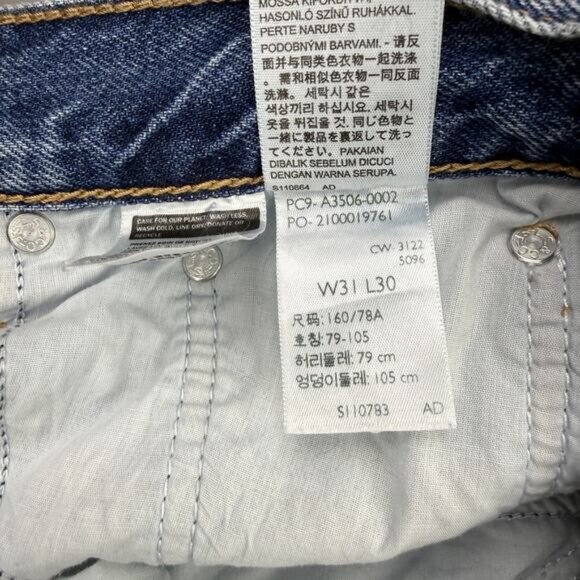 MOSSA KIFORDÍTVA,
HASONLÓ SZÍNŰ RUHÁKKAL.
PERTE NARUBY S
PODOBNÝMI BARVAMI. - 请反
面并与同类色衣物一起洗涤
. 需和相似色衣物一同反面
洗滌. 세탁시 같은
색상끼리 하십시요. 세탁시
옷을 뒤집을 것. 同じ色物と
一緒に製品を裏返して洗
ってください。 PAKAIAN
DIBALIK SEBELUM DICUCI
DENGAN WARNA SERUPA.
S110664 AD
PC9- A3506-0002
PO- 2100019761
CW 3122
5096
W31 L30
尺码: 160/78A
호칭: 79-105
허리둘레: 79 cm
엉덩이둘레: 105 cm
S110783 AD
CARE FOR OUR PLANET: WASH LESS,
WASH COLD, LINE DRY, DONATE OR
RECYCLE